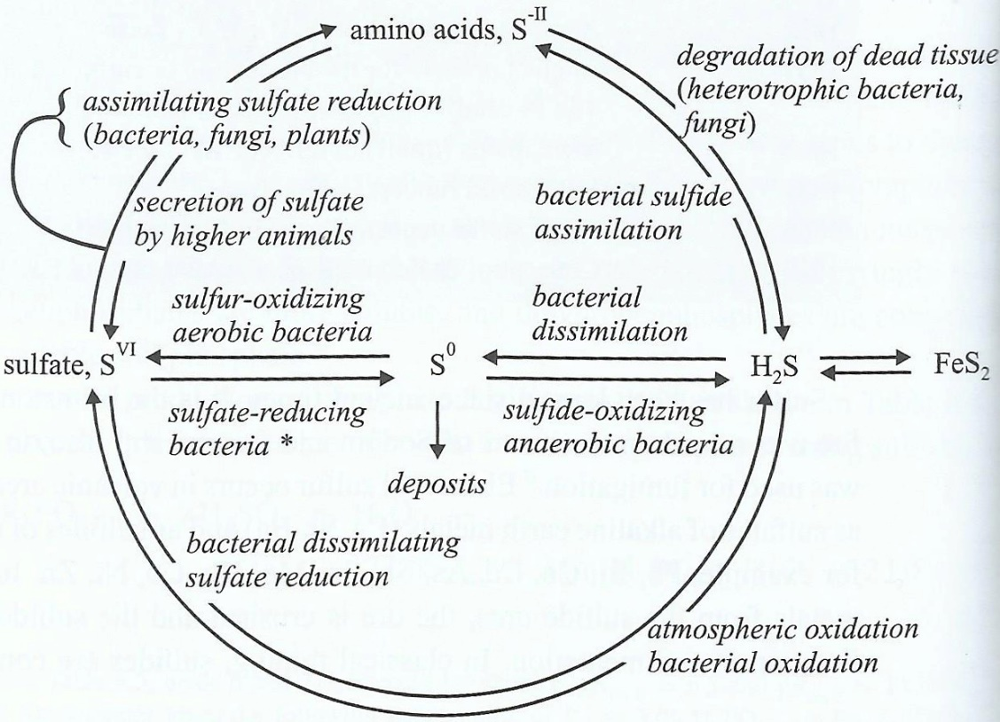 amino acids, S^-II
degradation of dead tissue
(heterotrophic bacteria,
fungi)
assimilating sulfate reduction
(bacteria, fungi, plants)
secretion of sulfate
by higher animals
bacterial sulfide
assimilation
sulfur-oxidizing
aerobic bacteria
bacterial
dissimilation
sulfate, S^VI
S^0
H₂S
FeS₂
sulfate-reducing
bacteria *
sulfide-oxidizing
anaerobic bacteria
deposits
bacterial dissimilating
sulfate reduction
atmospheric oxidation
bacterial oxidation